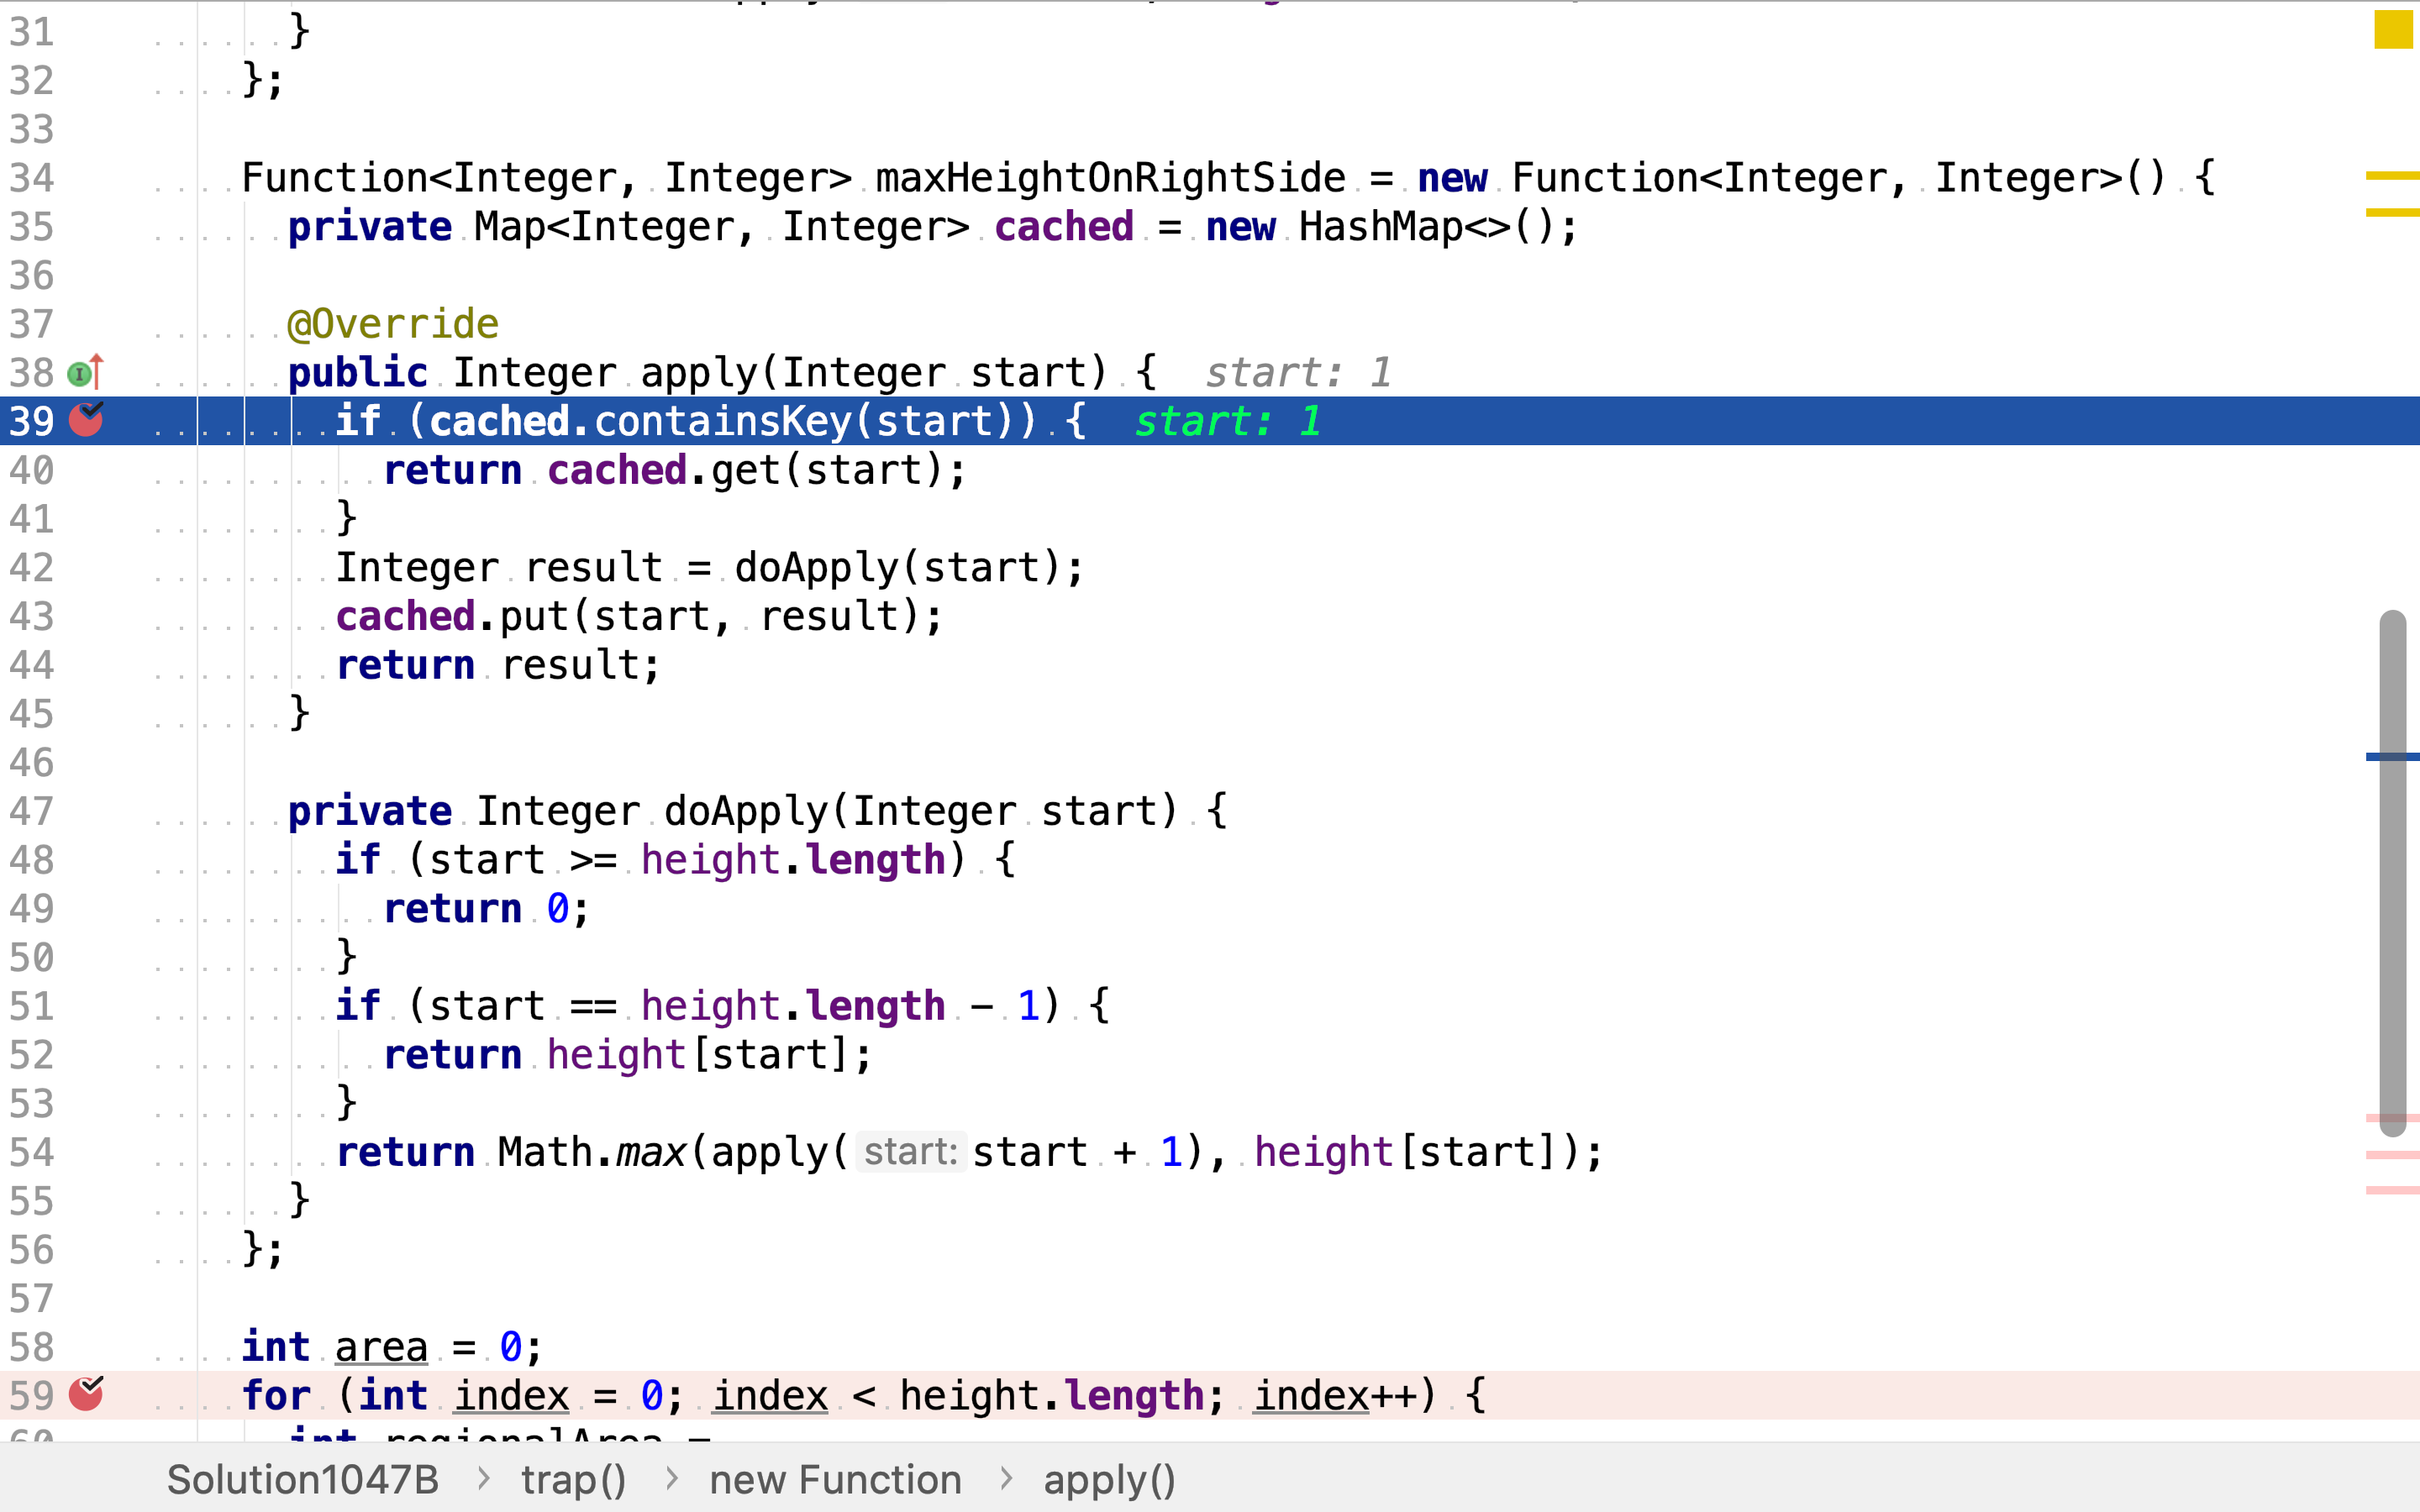 31 }
32 };
33
34 Function<Integer, Integer> maxHeightOnRightSide = new Function<Integer, Integer>() {
35 private Map<Integer, Integer> cached = new HashMap<>();
36
37 @Override
38 public Integer apply(Integer start) { start: 1
39 if (cached.containsKey(start)) { start: 1
40 return cached.get(start);
41 }
42 Integer result = doApply(start);
43 cached.put(start, result);
44 return result;
45 }
46
47 private Integer doApply(Integer start) {
48 if (start >= height.length) {
49 return 0;
50 }
51 if (start == height.length - 1) {
52 return height[start];
53 }
54 return Math.max(apply( start: start + 1), height[start]);
55 }
56 };
57
58 int area = 0;
59 for (int index = 0; index < height.length; index++) {
60 int regionalArea =
Solution1047B > trap() > new Function > apply()